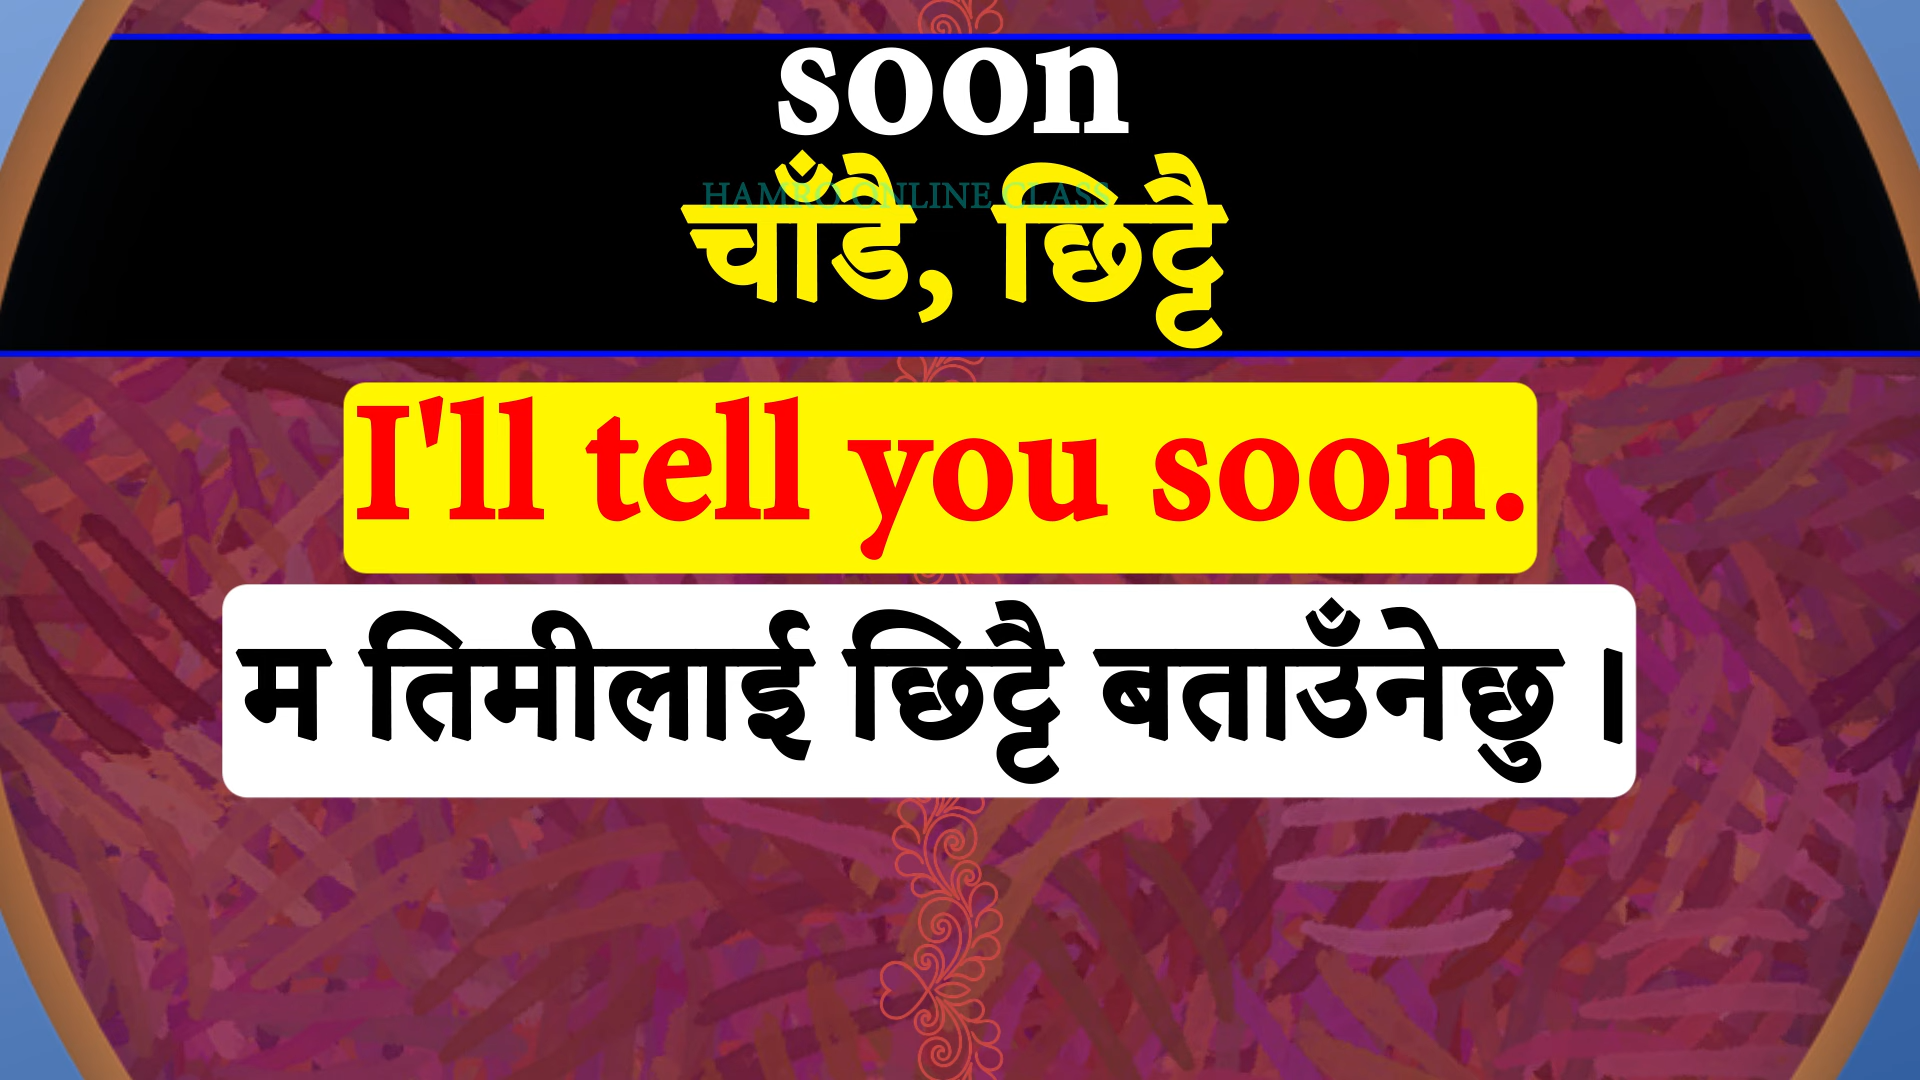 soon
HAMRO ONLINE CLASS
चाँडै, छिट्टै
I'll tell you soon.
म तिमीलाई छिट्टै बताउँनेछु ।